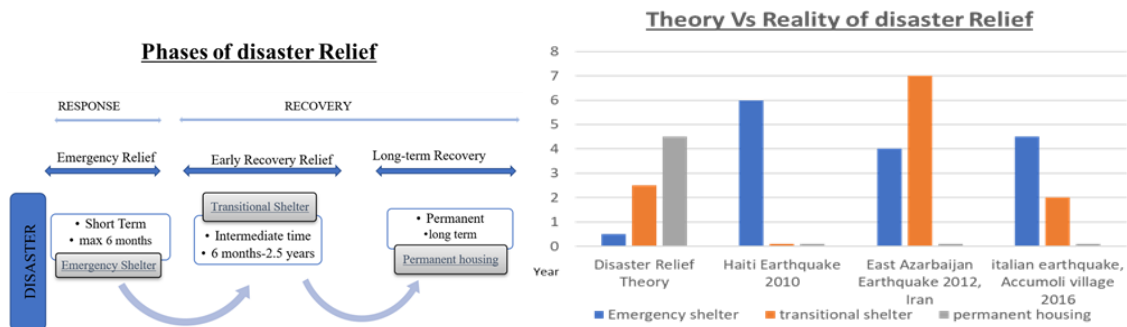 Phases of disaster Relief
RESPONSE
RECOVERY
Emergency Relief
Early Recovery Relief
Long-term Recovery
DISASTER
• Short Term
• max 6 months
Emergency Shelter
Transitional Shelter
• Intermediate time
• 6 months-2.5 years
• Permanent
•long term
Permanent housing
Theory Vs Reality of disaster Relief
8
7
6
5
4
3
2
1
0
Year
Disaster Relief
Theory
Haiti Earthquake
2010
East Azarbaijan
Earthquake 2012,
Iran
italian earthquake,
Accumoli village
2016
Emergency shelter
transitional shelter
permanent housing